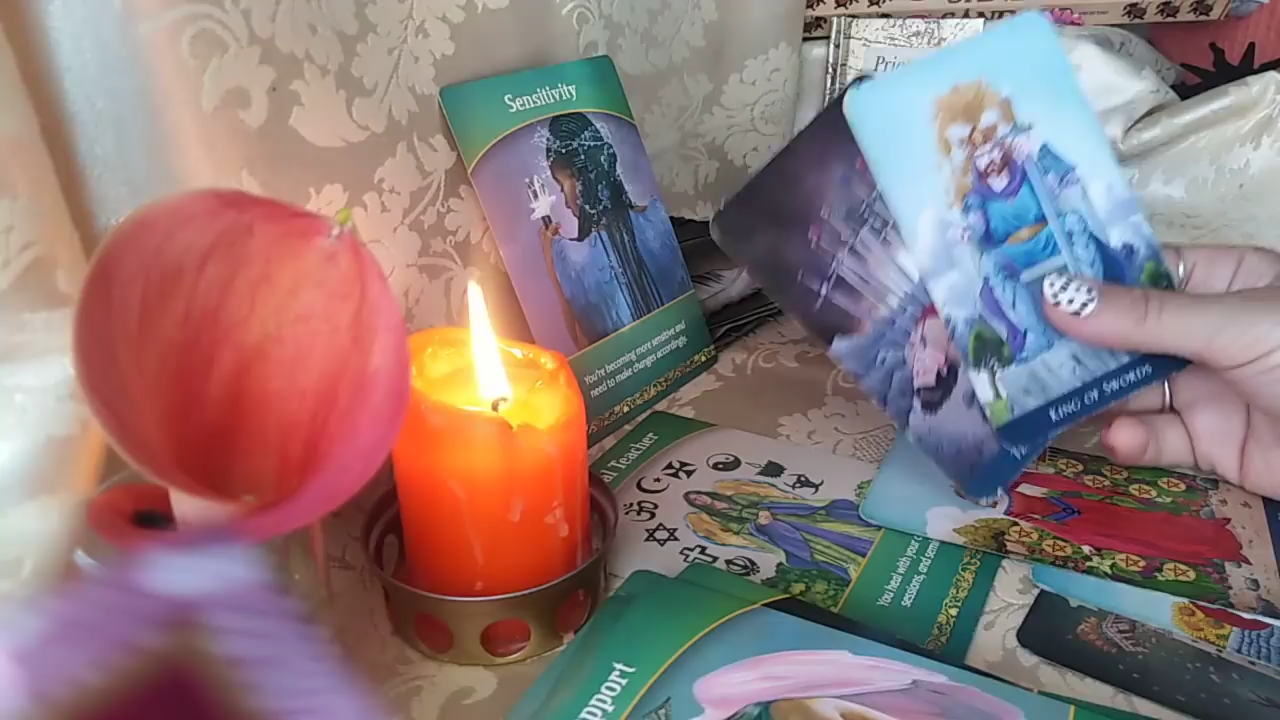 Sensitivity
You're becoming more sensitive and
need to make changes accordingly.
KING OF SWORDS
al Teacher
You heal with your
sessions, and
pport